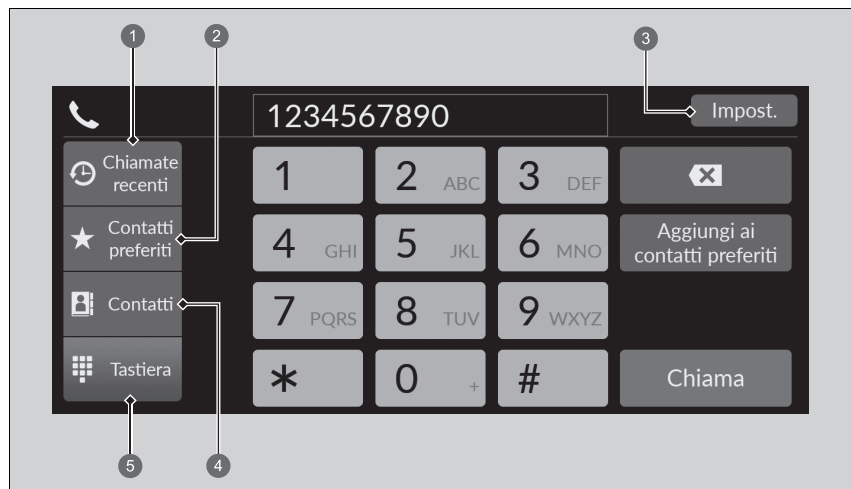 1 2 3
1234567890 Impost.
Chiamate
recenti
1 2 ABC 3 DEF
Contatti
preferiti
4 GHI 5 JKL 6 MNO
Aggiungi ai
contatti preferiti
Contatti
7 PQRS 8 TUV 9 WXYZ
Tastiera
* 0 + # Chiama
5 4